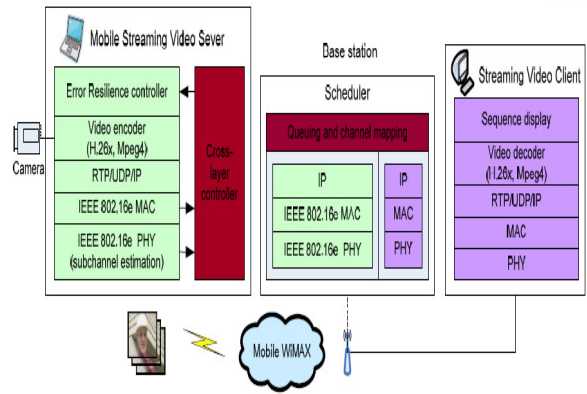 Mobile Streaming Video Sever
Error Resilience controller
Video encoder
(H.26x, Mpeg4)
RTP/UDP/IP
IEEE 802.16e MAC
IEEE 802.16e PHY
(subchannel estimation)
Cross-
layer
controller
Camera
Base station
Scheduler
Queuing and channel mapping
IP
IEEE 802.16e MAC
IEEE 802.16e PHY
IP
MAC
PHY
Streaming Video Client
Sequence display
Video decoder
(H.26x, Mpeg4)
RTP/UDP/IP
MAC
PHY
Mobile WiMAX